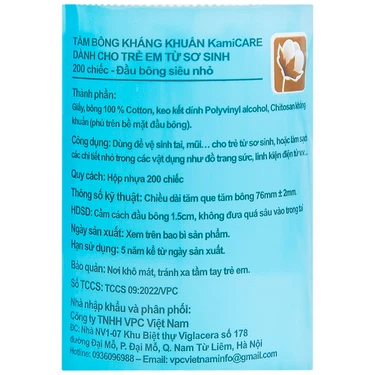 TĂM BÔNG KHÁNG KHUẨN KamiCARE
DÀNH CHO TRẺ EM TỪ SƠ SINH
200 chiếc - Đầu bông siêu nhỏ
Thành phần:
Giấy, bông 100 % Cotton, keo kết dính Polyvinyl alcohol, Chitosan kháng
khuẩn (phủ trên bề mặt đầu bông).
Công dụng: Dùng để vệ sinh tai, mũi... cho trẻ từ sơ sinh, hoặc làm sạch
các chi tiết nhỏ trong các vật dụng như đồ trang sức, linh kiện điện tử v.v...
Quy cách: Hộp nhựa 200 chiếc
Thông số kỹ thuật: Chiều dài tăm que tăm bông 76mm ± 2mm.
HDSD: Cầm cách đầu bông 1.5cm, không đưa quá sâu vào trong tai
Ngày sản xuất: Xem trên bao bì sản phẩm.
Hạn sử dụng: 5 năm kể từ ngày sản xuất.
Bảo quản: Nơi khô mát, tránh xa tầm tay trẻ em.
Số TCCS: TCCS 09:2022/VPC
Nhà nhập khẩu và phân phối:
Công ty TNHH VPC Việt Nam
ĐC: Nhà NV1-07 Khu Biệt thự Viglacera số 178
đường Đại Mỗ, P. Đại Mỗ, Q. Nam Từ Liêm, Hà Nội
Hotline: 0936096988 – Email: vpcvietnaminfo@gmail.com